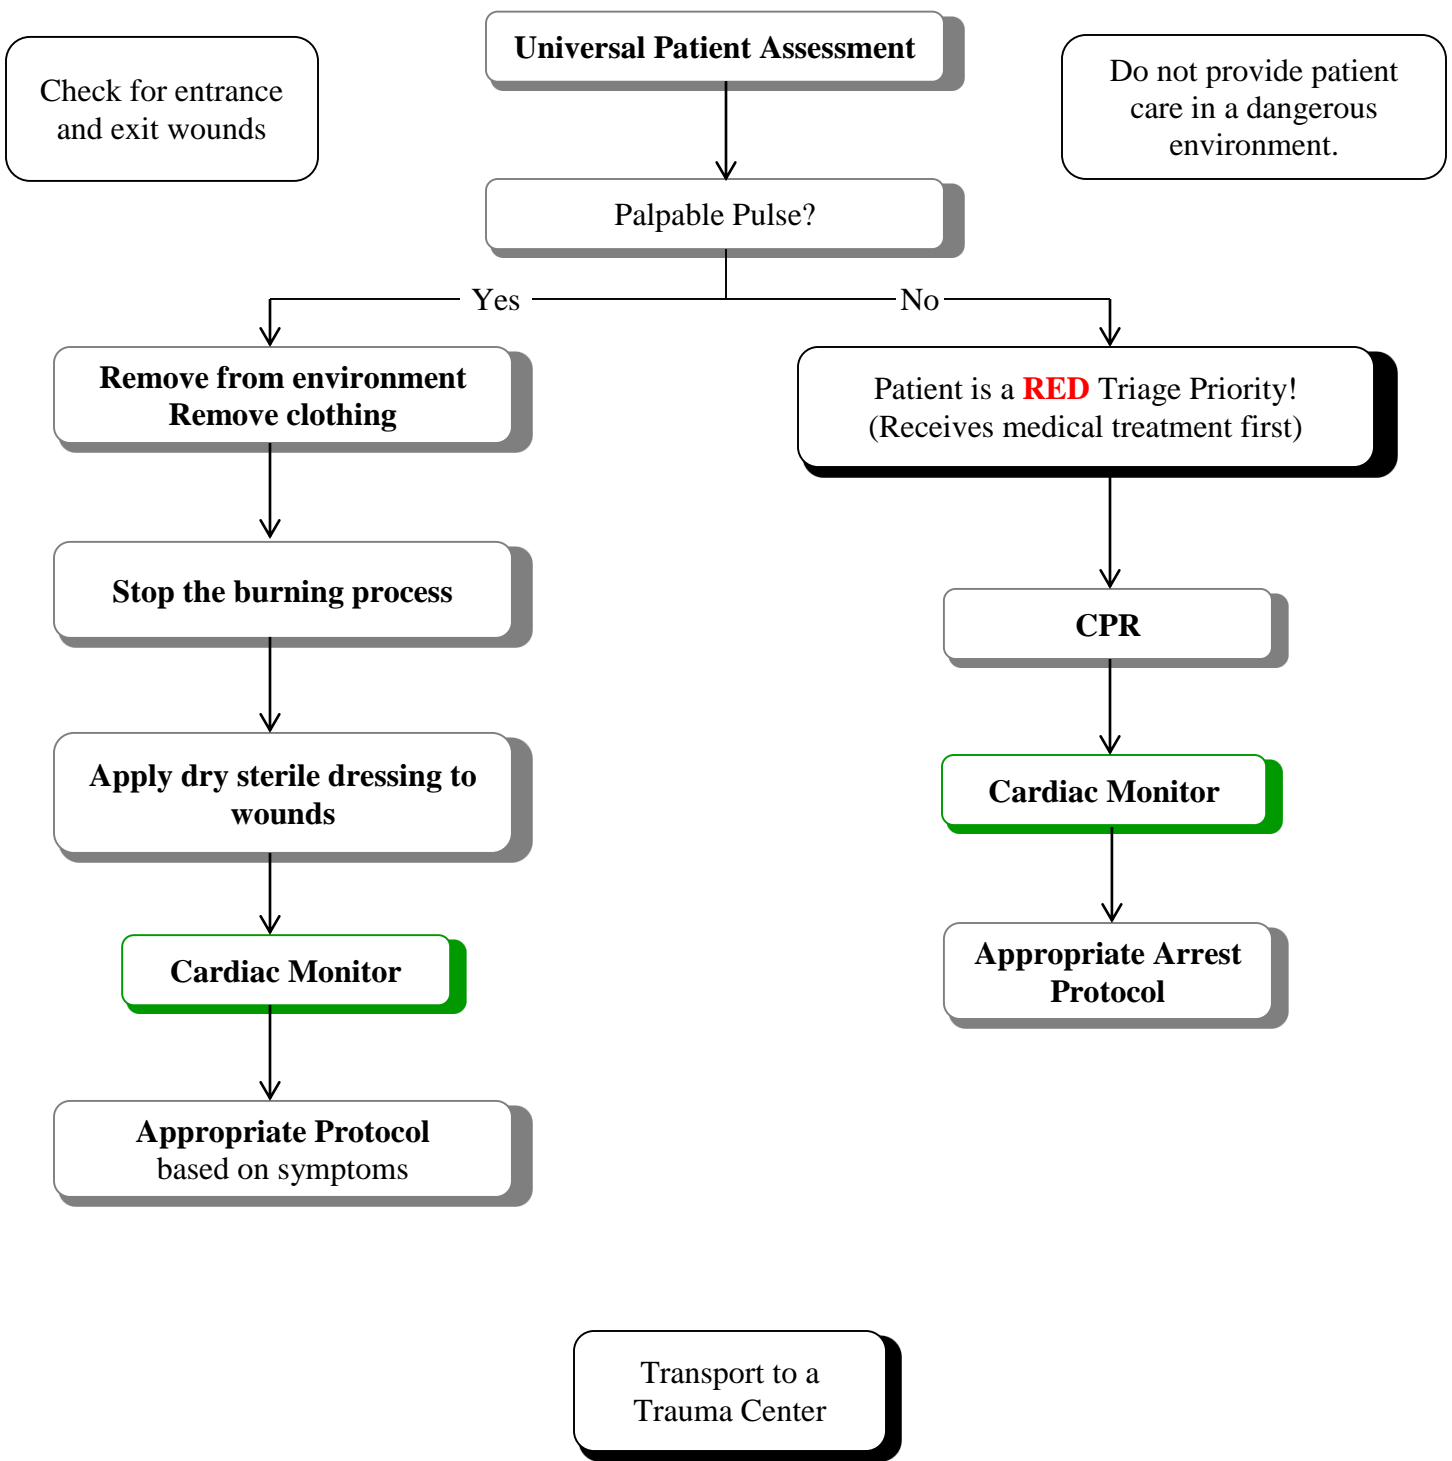 Universal Patient Assessment
Check for entrance
and exit wounds
Do not provide patient
care in a dangerous
environment.
Palpable Pulse?
Yes
No
Remove from environment
Remove clothing
Patient is a RED Triage Priority!
(Receives medical treatment first)
Stop the burning process
CPR
Apply dry sterile dressing to
wounds
Cardiac Monitor
Cardiac Monitor
Appropriate Arrest
Protocol
Appropriate Protocol
based on symptoms
Transport to a
Trauma Center